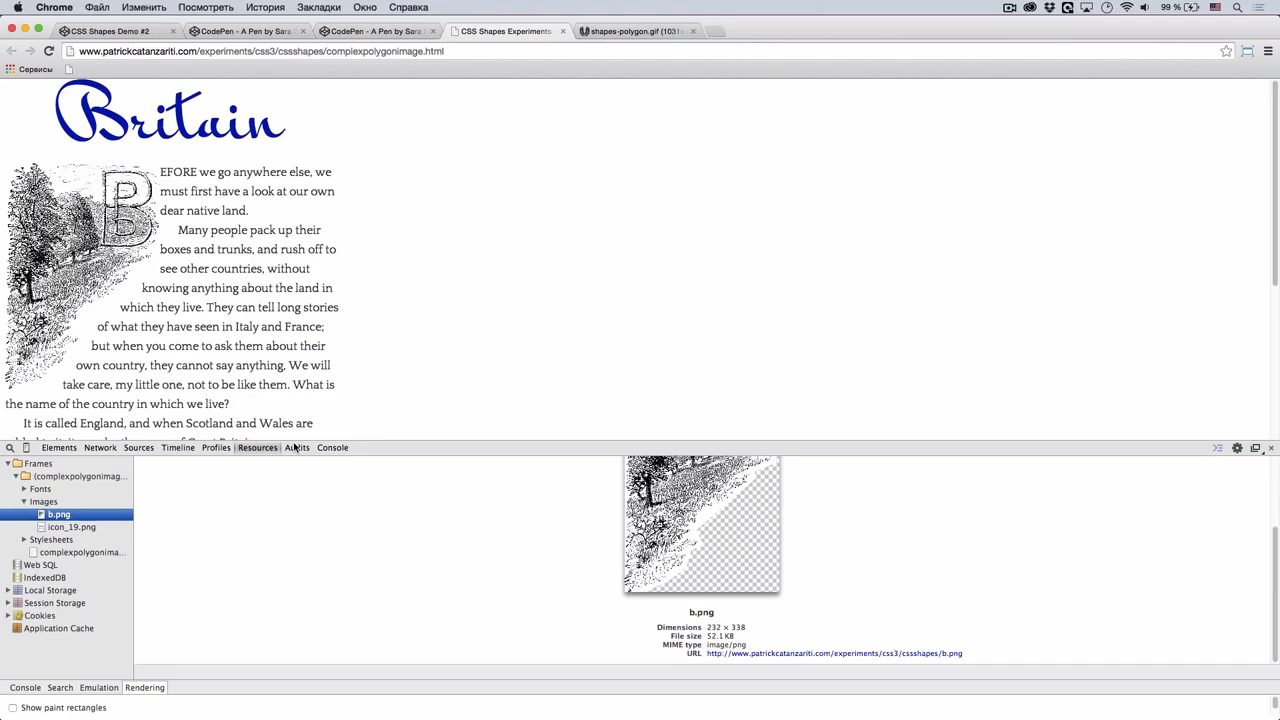 Chrome Файл Изменить Посмотреть История Закладки Окно Справка 99 %
CSS Shapes Demo #2 CodePen - A Pen by Sara CodePen - A Pen by Sara CSS Shapes Experiments shapes-polygon.gif (1031×
www.patrickcatanzariti.com/experiments/css3/cssshapes/complexpolygonimage.html
Сервисы
Britain
B
EFORE we go anywhere else, we
must first have a look at our own
dear native land.
Many people pack up their
boxes and trunks, and rush off to
see other countries, without
knowing anything about the land in
which they live. They can tell long stories
of what they have seen in Italy and France;
but when you come to ask them about their
own country, they cannot say anything. We will
take care, my little one, not to be like them. What is
the name of the country in which we live?
It is called England, and when Scotland and Wales are
Elements Network Sources Timeline Profiles Resources Audits Console
Frames
(complexpolygonimag...
Fonts
Images
b.png
icon_19.png
Stylesheets
complexpolygonima...
Web SQL
IndexedDB
Local Storage
Session Storage
Cookies
Application Cache
b.png
Dimensions 232 × 338
File size 52.1 KB
MIME type image/png
URL http://www.patrickcatanzariti.com/experiments/css3/cssshapes/b.png
Console Search Emulation Rendering
Show paint rectangles